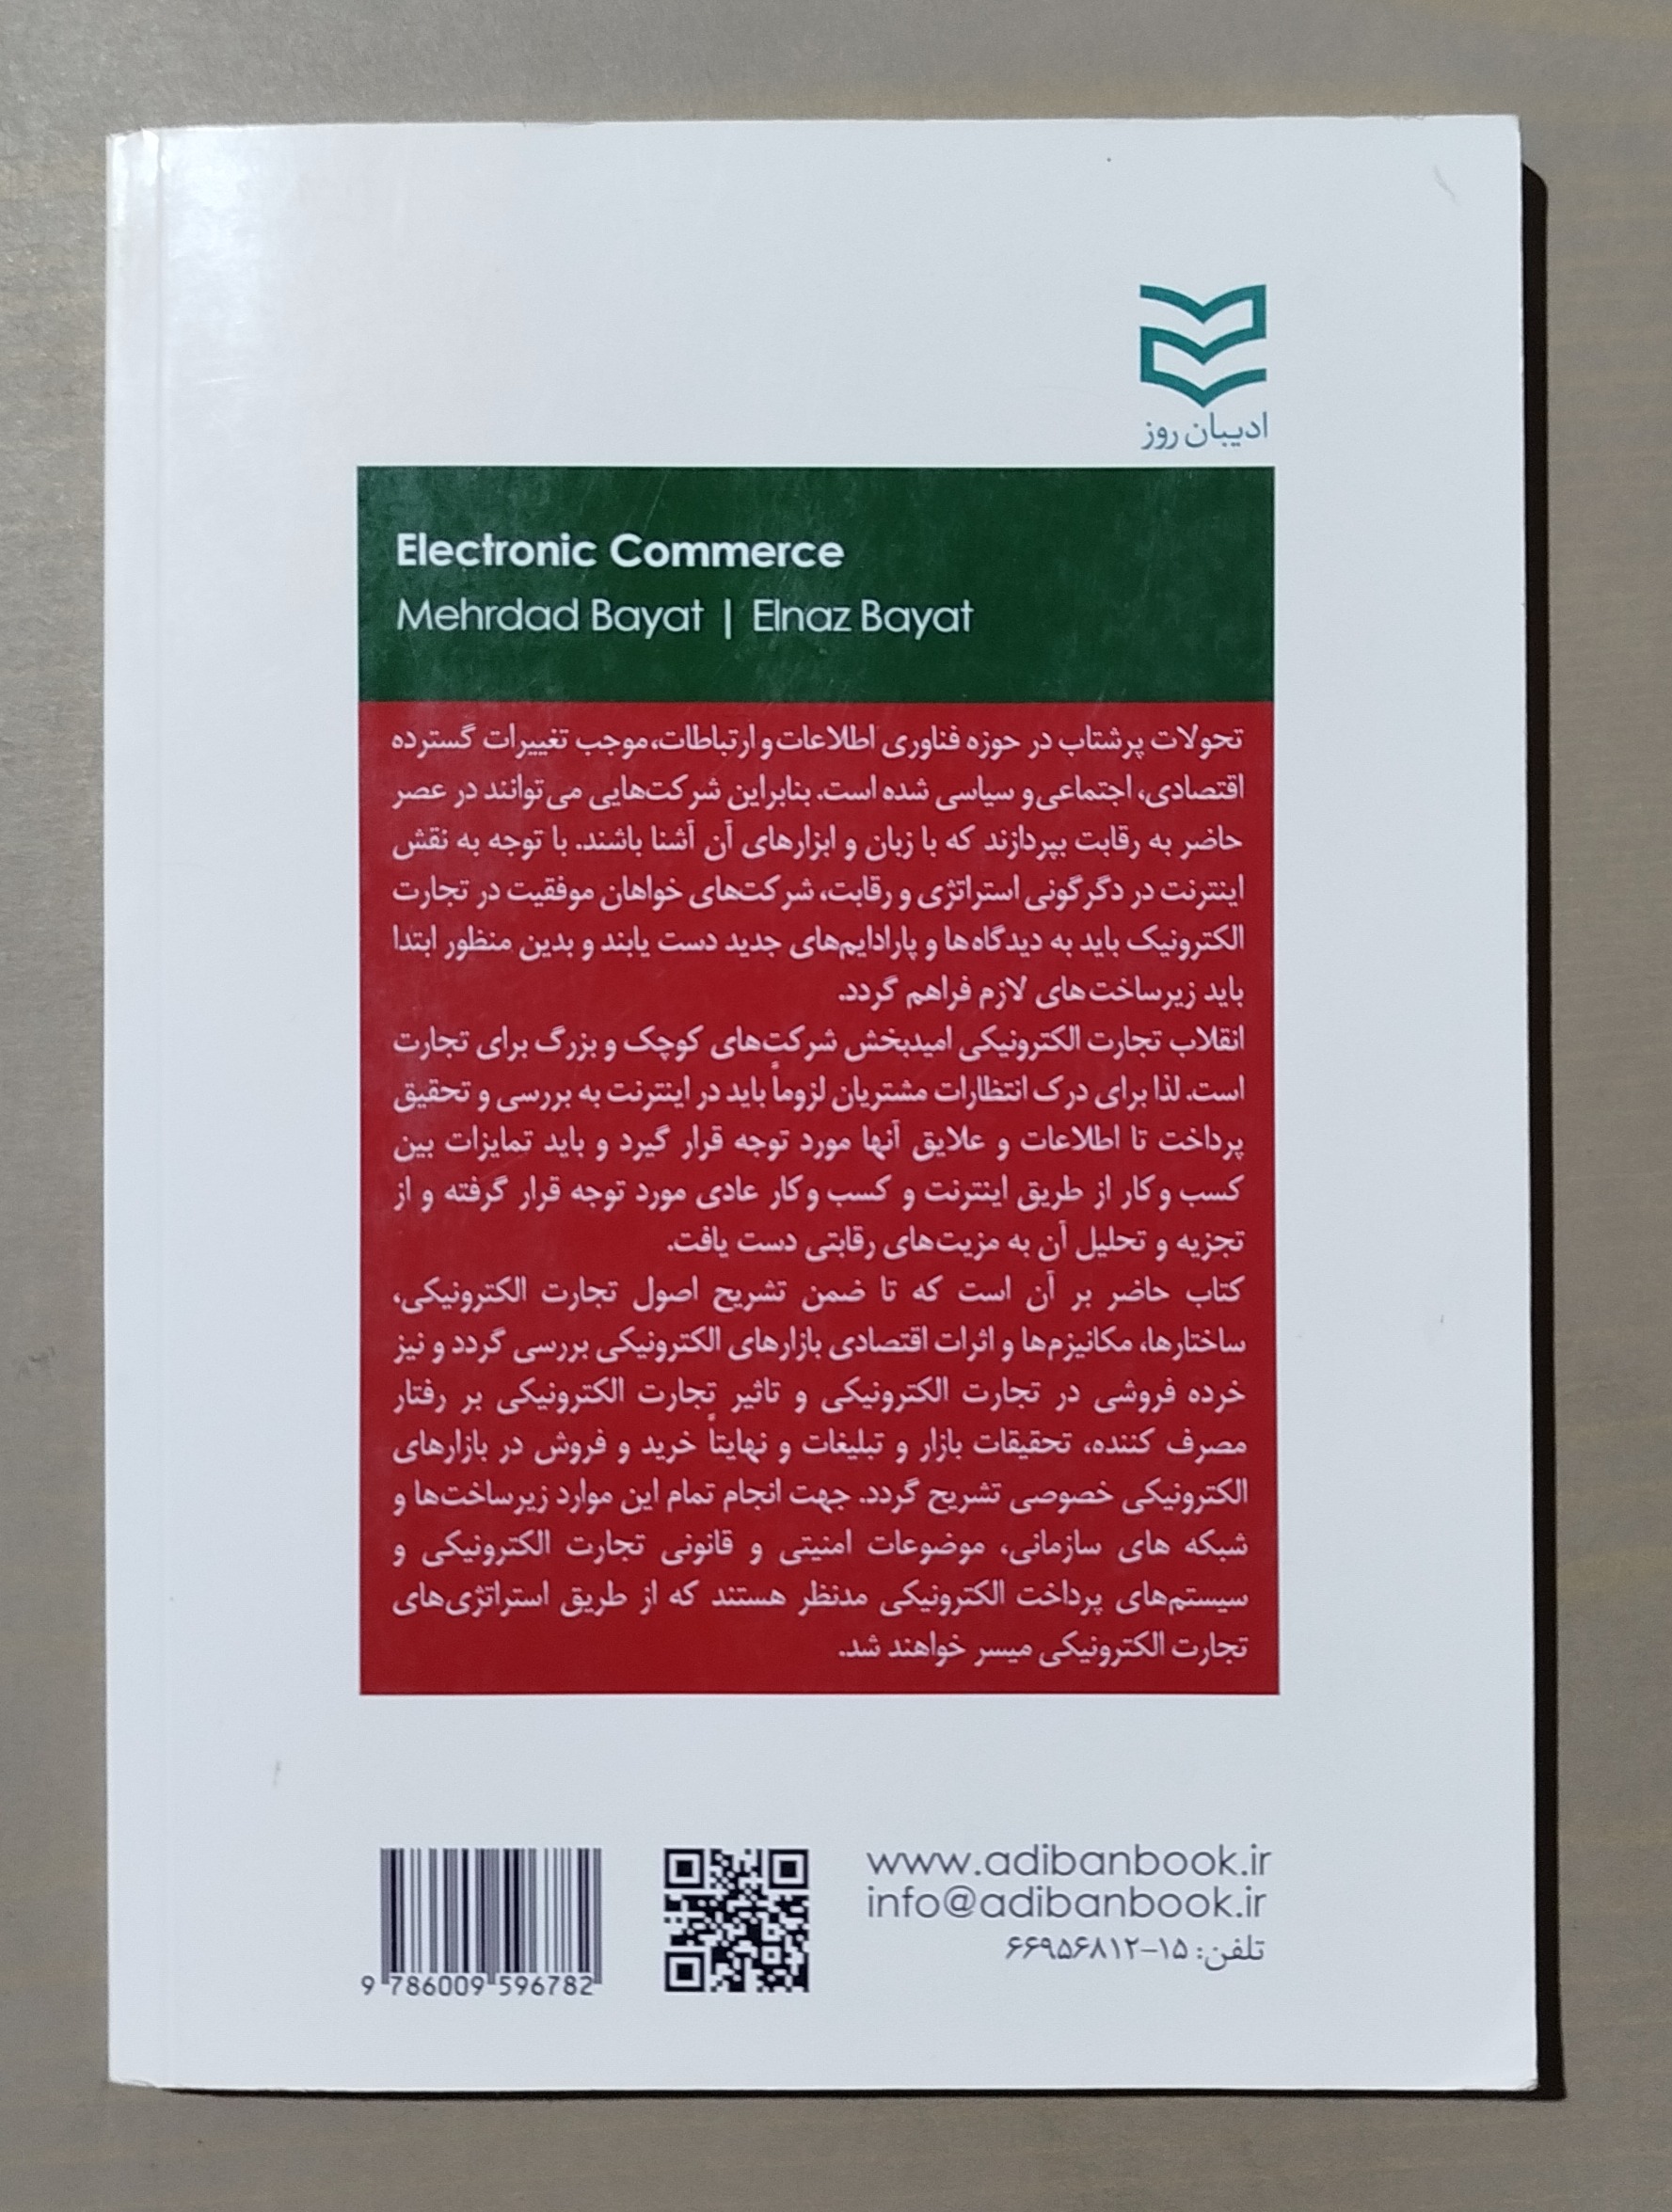 ادیبان روز
Electronic Commerce
Mehrdad Bayat | Elnaz Bayat
تحولات پرشتاب در حوزه فناوری اطلاعات و ارتباطات، موجب تغییرات گسترده
اقتصادی، اجتماعی و سیاسی شده است. بنابراین شرکت‌هایی می‌توانند در عصر
حاضر به رقابت بپردازند که با زبان و ابزارهای آن آشنا باشند. با توجه به نقش
اینترنت در دگرگونی استراتژی و رقابت، شرکت‌های خواهان موفقیت در تجارت
الکترونیک باید به دیدگاه‌ها و پارادایم‌های جدید دست یابند و بدین منظور ابتدا
باید زیرساخت‌های لازم فراهم گردد.
انقلاب تجارت الکترونیکی امیدبخش شرکت‌های کوچک و بزرگ برای تجارت
است. لذا برای درک انتظارات مشتریان لزوماً باید در اینترنت به بررسی و تحقیق
پرداخت تا اطلاعات و علایق آنها مورد توجه قرار گیرد و باید تمایزات بین
کسب و کار از طریق اینترنت و کسب و کار عادی مورد توجه قرار گرفته و از
تجزیه و تحلیل آن به مزیت‌های رقابتی دست یافت.
کتاب حاضر بر آن است که تا ضمن تشریح اصول تجارت الکترونیکی،
ساختارها، مکانیزم‌ها و اثرات اقتصادی بازارهای الکترونیکی بررسی گردد و نیز
خرده فروشی در تجارت الکترونیکی و تاثیر تجارت الکترونیکی بر رفتار
مصرف کننده، تحقیقات بازار و تبلیغات و نهایتاً خرید و فروش در بازارهای
الکترونیکی خصوصی تشریح گردد. جهت انجام تمام این موارد زیرساخت‌ها و
شبکه های سازمانی، موضوعات امنیتی و قانونی تجارت الکترونیکی و
سیستم‌های پرداخت الکترونیکی مدنظر هستند که از طریق استراتژی‌های
تجارت الکترونیکی میسر خواهند شد.
www.adibanbook.ir
info@adibanbook.ir
تلفن: ۱۵-۶۶۹۵۶۸۱۲
9 786009 596782